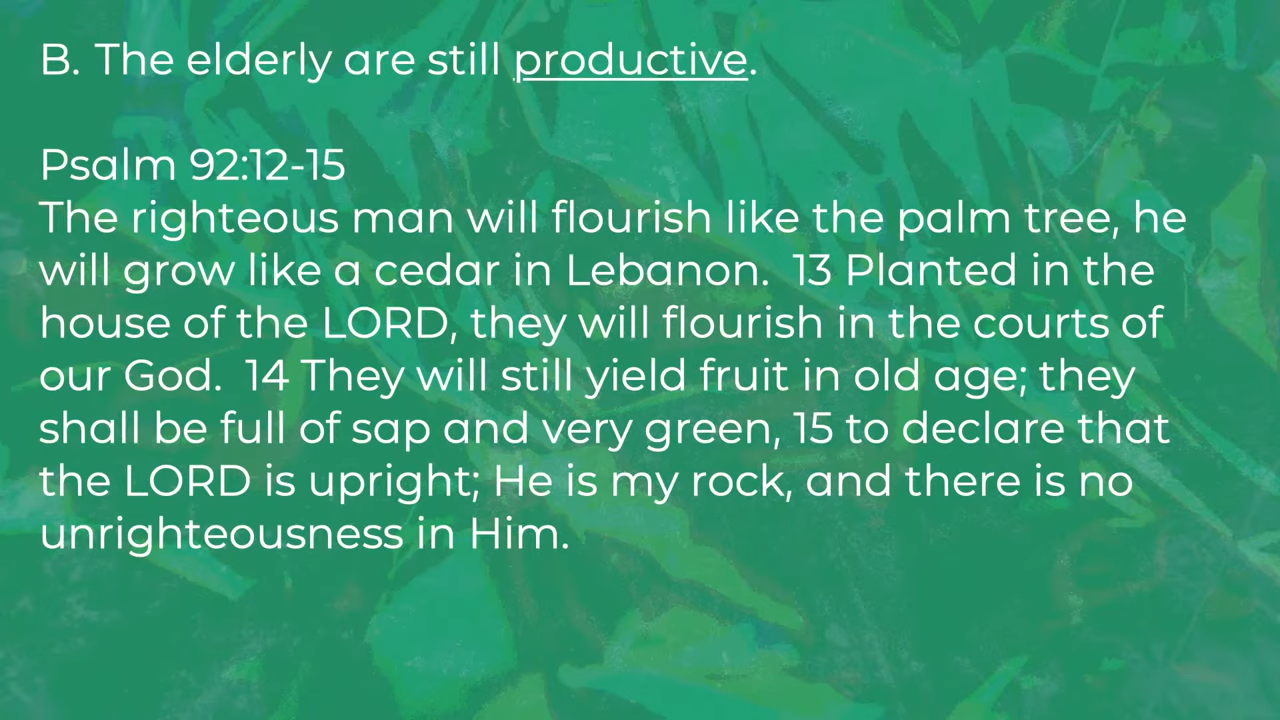 B. The elderly are still productive.
Psalm 92:12-15
The righteous man will flourish like the palm tree, he
will grow like a cedar in Lebanon.  13 Planted in the
house of the LORD, they will flourish in the courts of
our God.  14 They will still yield fruit in old age; they
shall be full of sap and very green, 15 to declare that
the LORD is upright; He is my rock, and there is no
unrighteousness in Him.